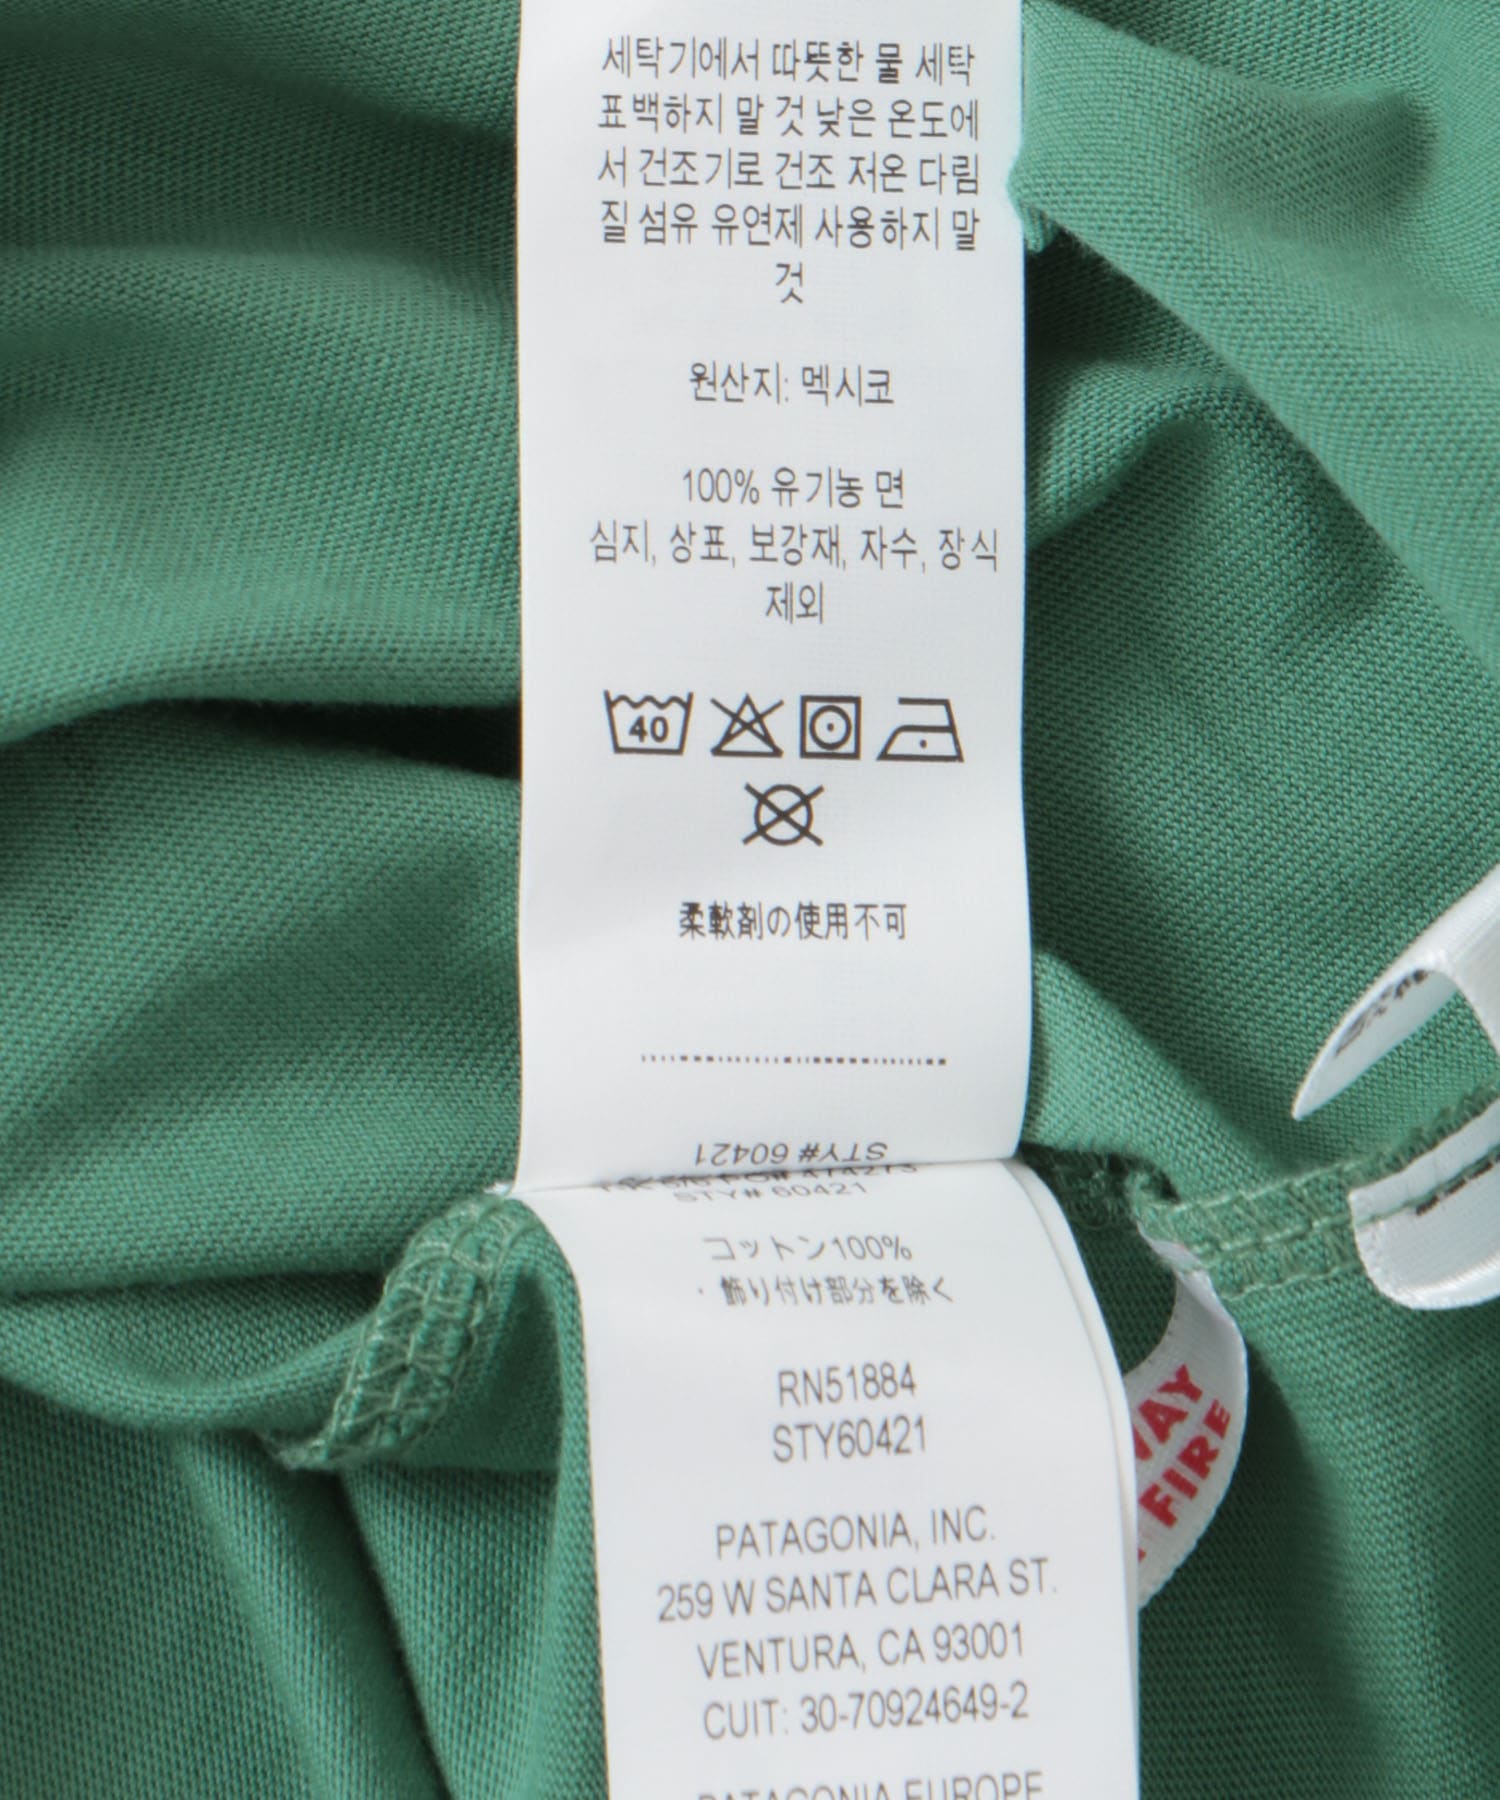 세탁기에서 따뜻한 물 세탁
표백하지 말 것 낮은 온도에
서 건조기로 건조 저온 다림
질 섬유 유연제 사용하지 말
것
원산지: 멕시코
100% 유기농 면
심지, 상표, 보강재, 자수, 장식
제외
40
柔軟剤の使用不可
STY# 60421
STY# 60421
コットン100%
・飾り付け部分を除く
RN51884
STY60421
PATAGONIA, INC.
259 W SANTA CLARA ST.
VENTURA, CA 93001
CUIT: 30-70924649-2
PATAGONIA EUROPE
FIRE